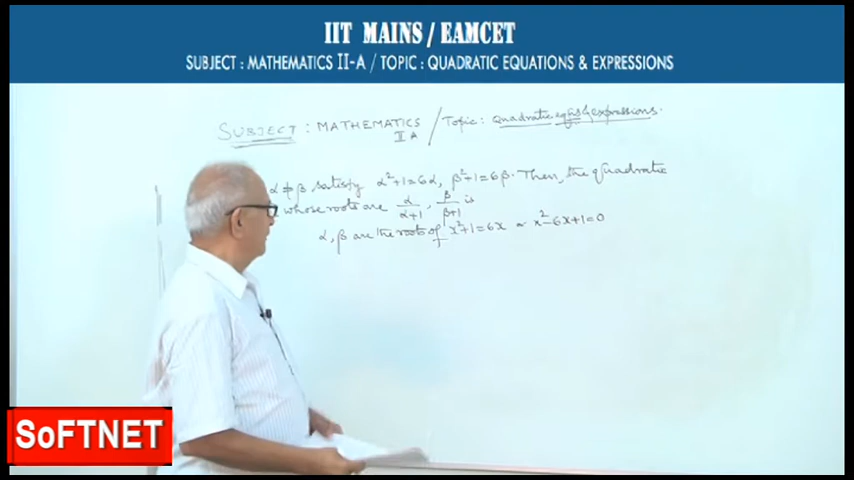 IIT MAINS / EAMCET
SUBJECT : MATHEMATICS II-A / TOPIC : QUADRATIC EQUATIONS & EXPRESSIONS
SUBJECT : MATHEMATICS / Topic : Quadratic eqns & expressions.
II A
α ≠ β satisfy α²+1=6α, β²+1=6β. Then, the quadratic
whose roots are α/α+1, β/β+1 is
α, β are the roots of x²+1=6x or x²-6x+1=0
SoFTNET